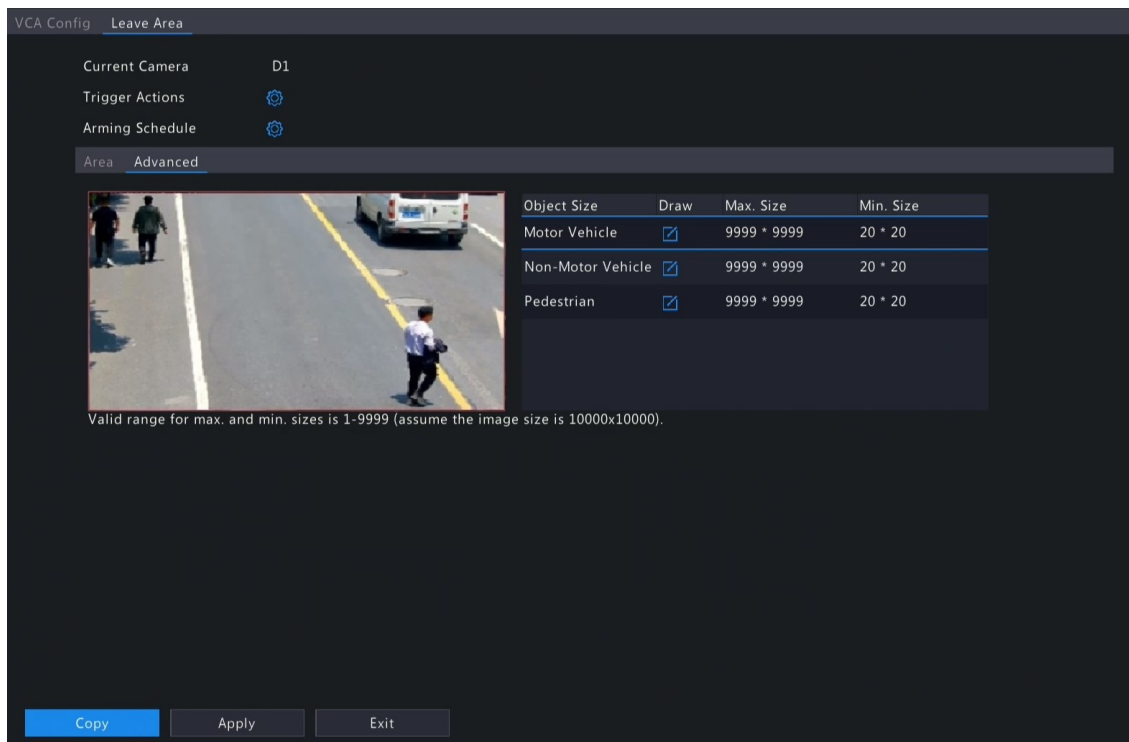 VCA Config Leave Area
Current Camera D1
Trigger Actions
Arming Schedule
Area Advanced
Object Size Draw Max. Size Min. Size
Motor Vehicle 9999 * 9999 20 * 20
Non-Motor Vehicle 9999 * 9999 20 * 20
Pedestrian 9999 * 9999 20 * 20
Valid range for max. and min. sizes is 1-9999 (assume the image size is 10000x10000).
Copy Apply Exit